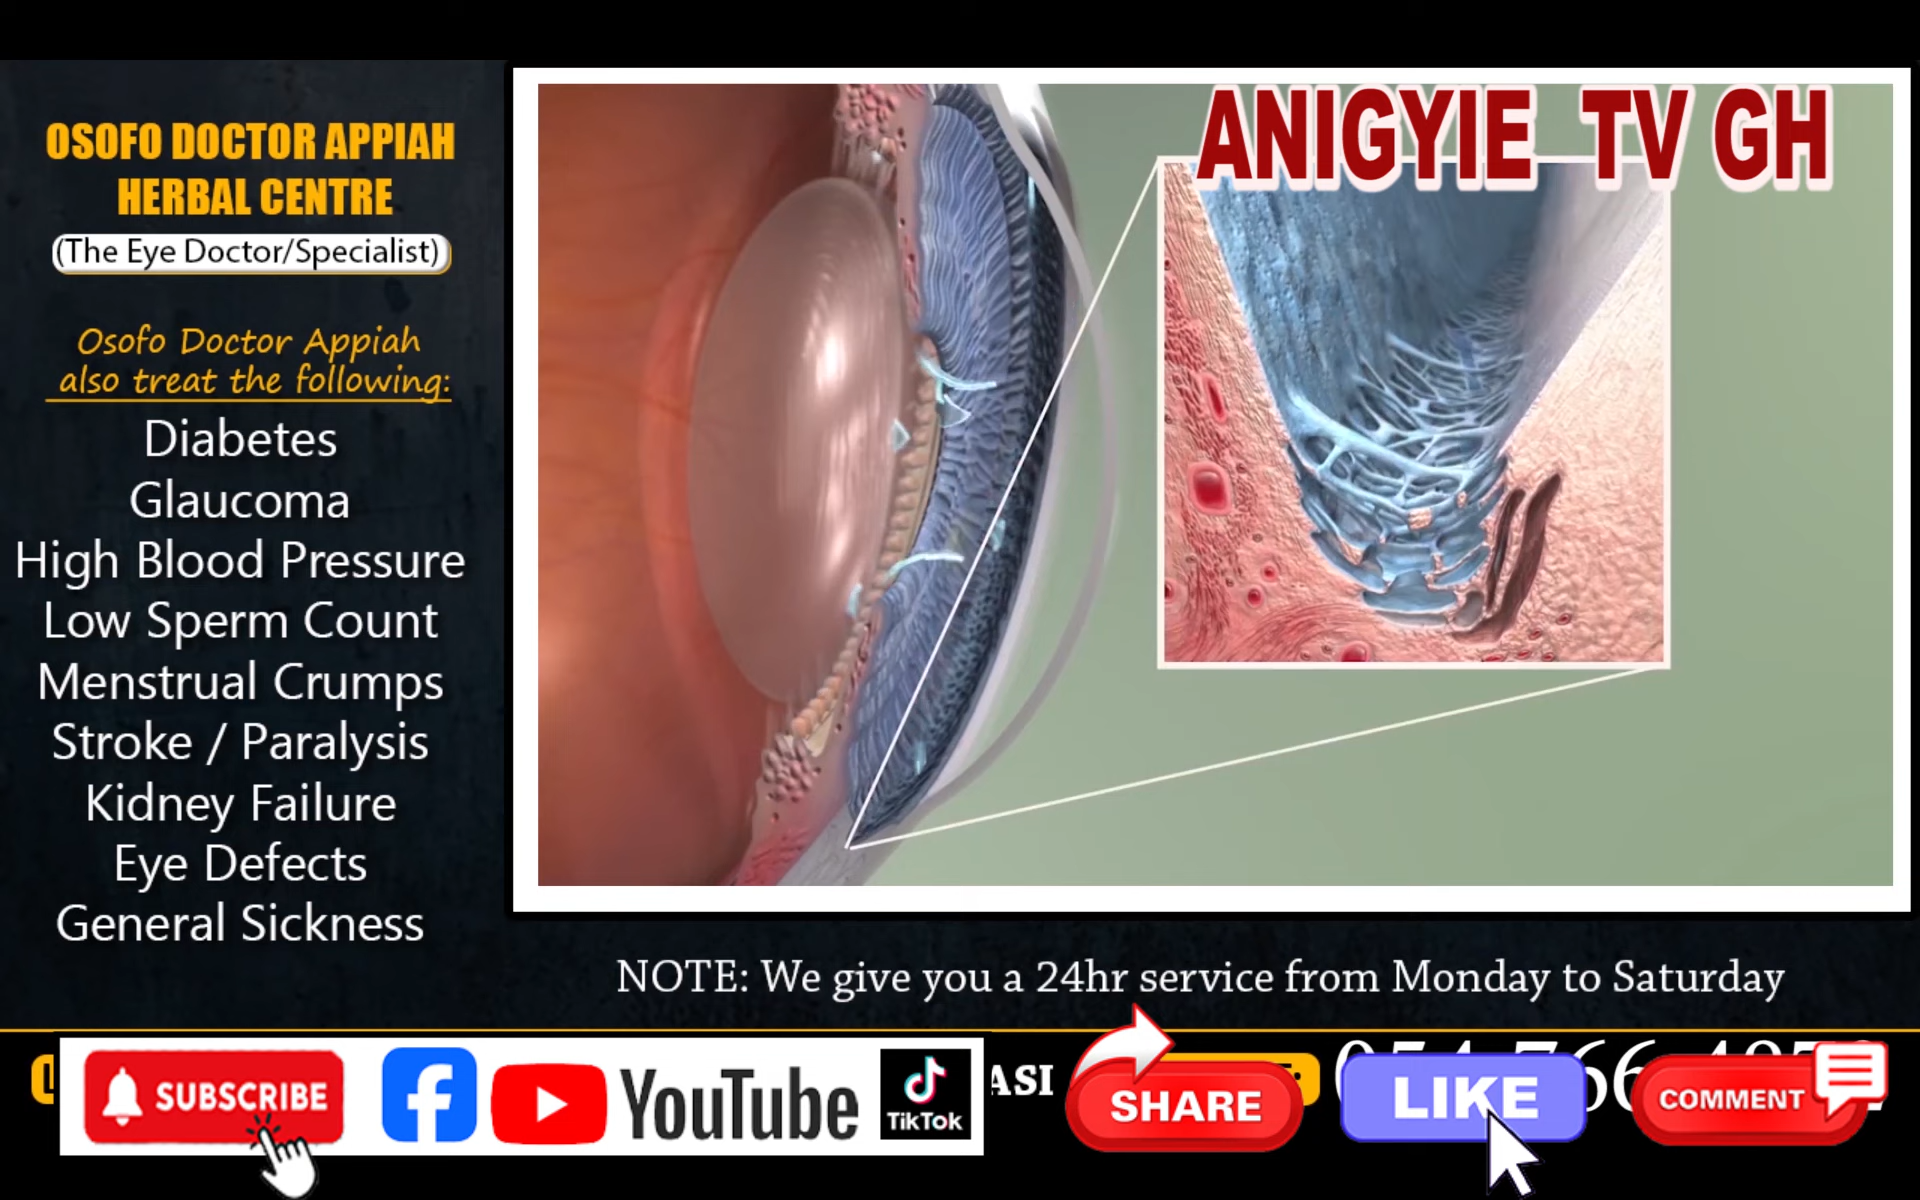 OSOFO DOCTOR APPIAH
HERBAL CENTRE
(The Eye Doctor/Specialist)
Osofo Doctor Appiah
also treat the following:
Diabetes
Glaucoma
High Blood Pressure
Low Sperm Count
Menstrual Crumps
Stroke / Paralysis
Kidney Failure
Eye Defects
General Sickness
ANIGYIE TV GH
NOTE: We give you a 24hr service from Monday to Saturday
SUBSCRIBE
YouTube
TikTok
SHARE
LIKE
COMMENT